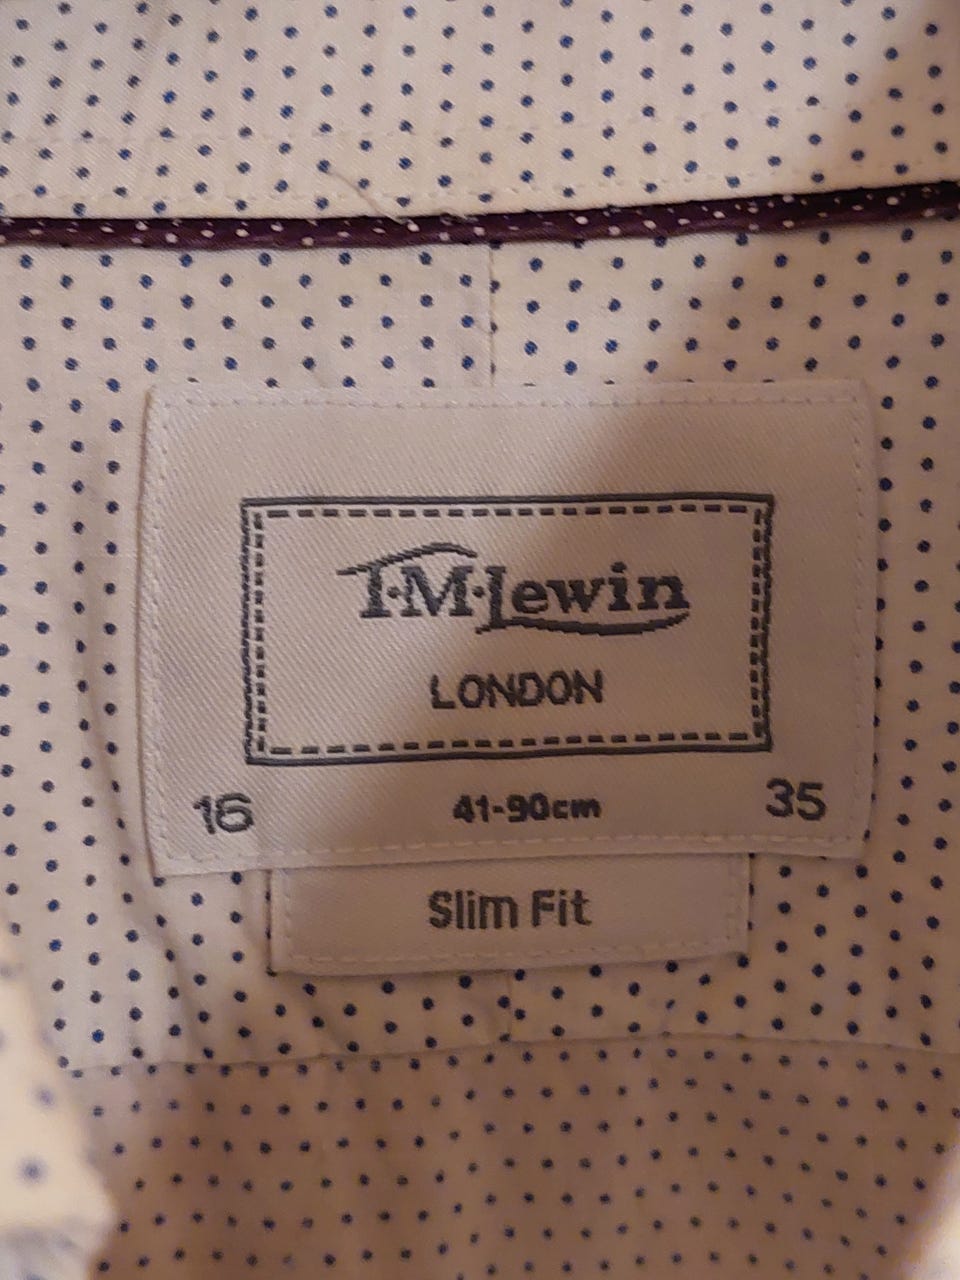 T·M·Lewin
LONDON
16 41-90cm 35
Slim Fit